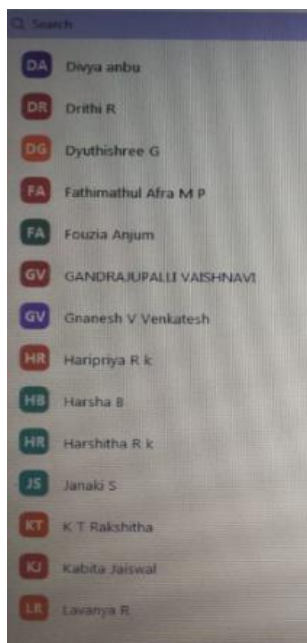 Search
DA Divya anbu
DR Drithi R
DG Dyuthishree G
FA Fathimathul Afra M P
FA Fouzia Anjum
GV GANDRAJUPALLI VAISHNAVI
GV Gnanesh V Venkatesh
HR Haripriya R k
HB Harsha B
HR Harshitha R k
JS Janaki S
KT K T Rakshitha
KJ Kabita Jaiswal
LR Lavanya R